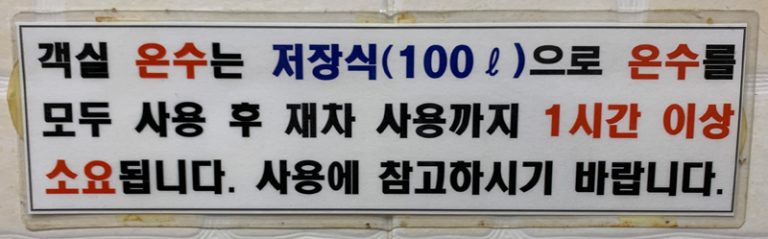 객실 온수는 저장식(100ℓ)으로 온수를
모두 사용 후 재차 사용까지 1시간 이상
소요됩니다. 사용에 참고하시기 바랍니다.